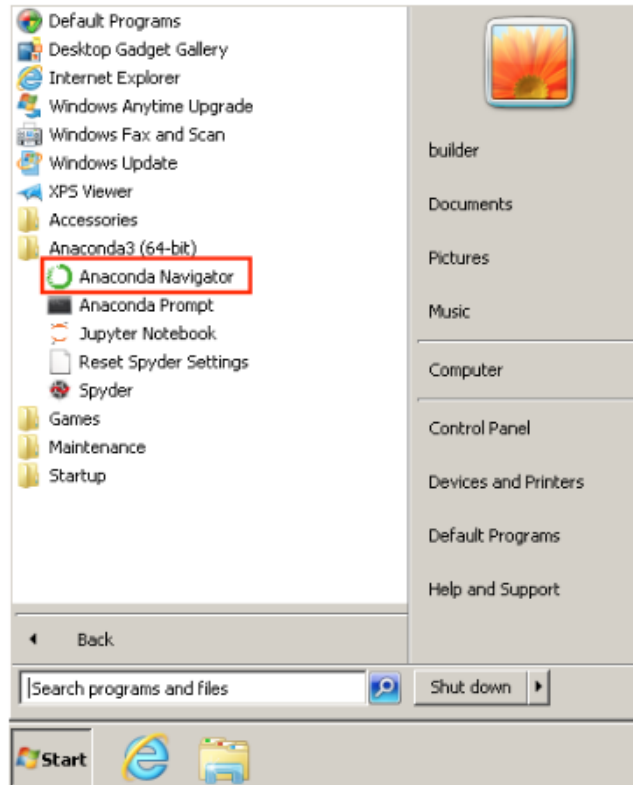 Default Programs
Desktop Gadget Gallery
Internet Explorer
Windows Anytime Upgrade
Windows Fax and Scan
Windows Update
XPS Viewer
Accessories
Anaconda3 (64-bit)
Anaconda Navigator
Anaconda Prompt
Jupyter Notebook
Reset Spyder Settings
Spyder
Games
Maintenance
Startup
Back
Search programs and files
builder
Documents
Pictures
Music
Computer
Control Panel
Devices and Printers
Default Programs
Help and Support
Shut down
Start